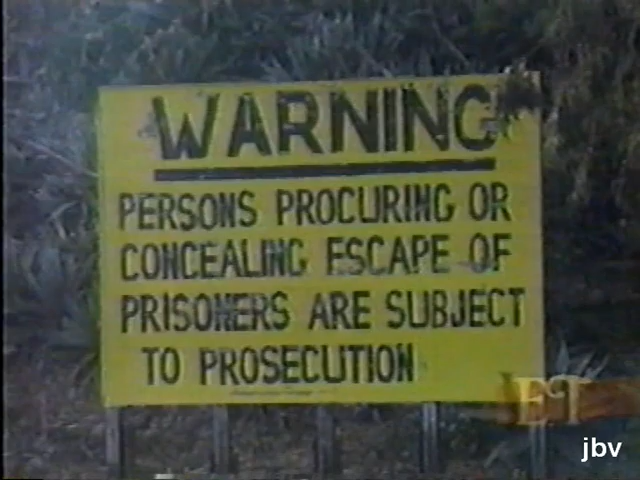 WARNING
PERSONS PROCURING OR
CONCEALING ESCAPE OF
PRISONERS ARE SUBJECT
TO PROSECUTION
ET
jbv